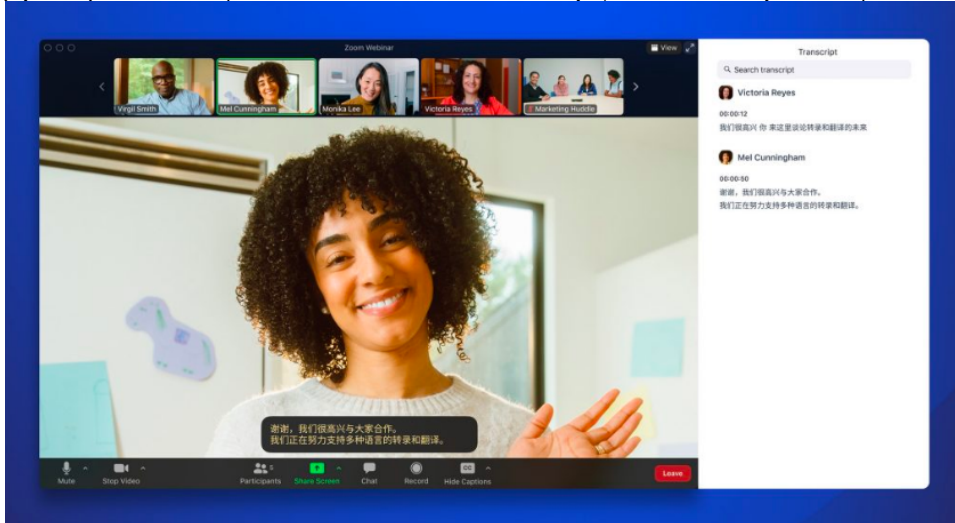 Zoom Webinar
View
Virgil Smith
Mel Cunningham
Monika Lee
Victoria Reyes
Marketing Huddle
谢谢，我们很高兴与大家合作。
我们正在努力支持多种语言的转录和翻译。
Mute
Stop Video
Participants
5
Share Screen
Chat
Record
CC
Hide Captions
Leave
Transcript
Search transcript
Victoria Reyes
00:00:12
我们很高兴 你 来这里谈论转录和翻译的未来
Mel Cunningham
00:00:50
谢谢，我们很高兴与大家合作。
我们正在努力支持多种语言的转录和翻译。